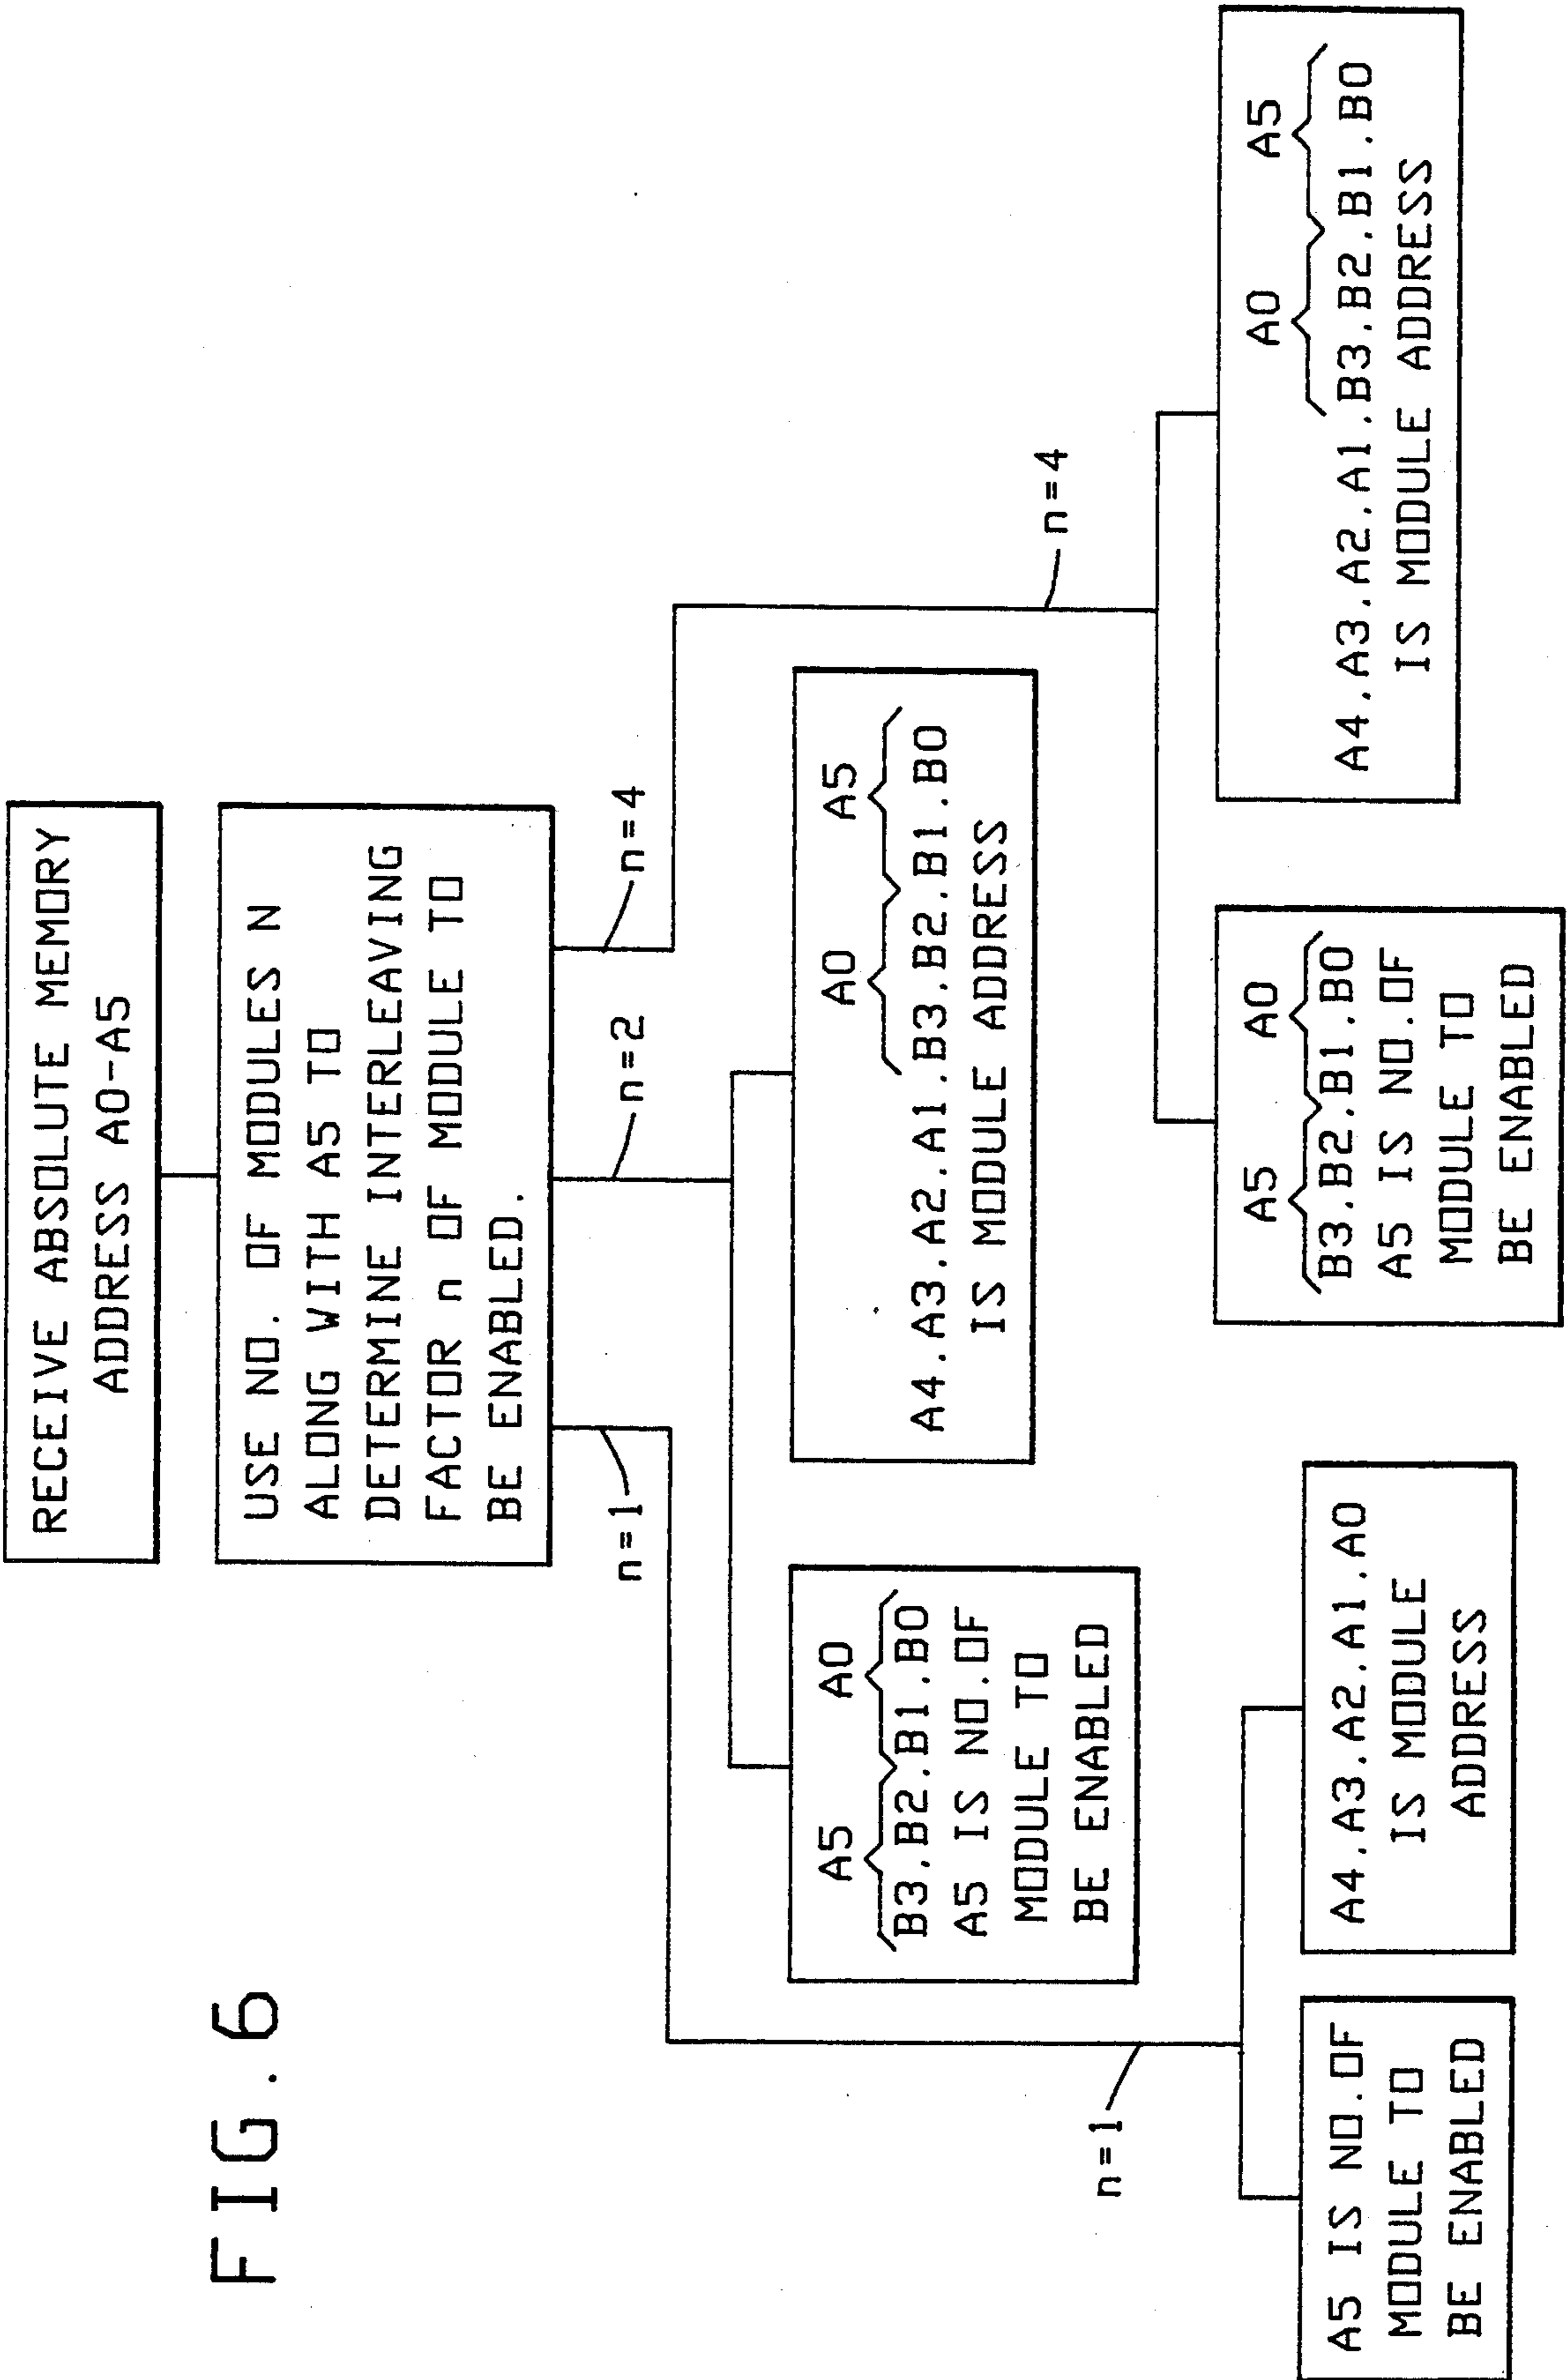 FIG.6
RECEIVE ABSOLUTE MEMORY
ADDRESS A0-A5
USE NO. OF MODULES N
ALONG WITH A5 TO
DETERMINE INTERLEAVING
FACTOR n OF MODULE TO
BE ENABLED.
n=1
n=2
n=4
A5 A0
B3.B2.B1.B0
A5 IS NO.OF
MODULE TO
BE ENABLED
A0 A5
A4.A3.A2.A1.B3.B2.B1.B0
IS MODULE ADDRESS
n=1
n=4
A5 IS NO.OF
MODULE TO
BE ENABLED
A4.A3.A2.A1.A0
IS MODULE
ADDRESS
A5 A0
B3.B2.B1.B0
A5 IS NO.OF
MODULE TO
BE ENABLED
A0 A5
A4.A3.A2.A1.B3.B2.B1.B0
IS MODULE ADDRESS